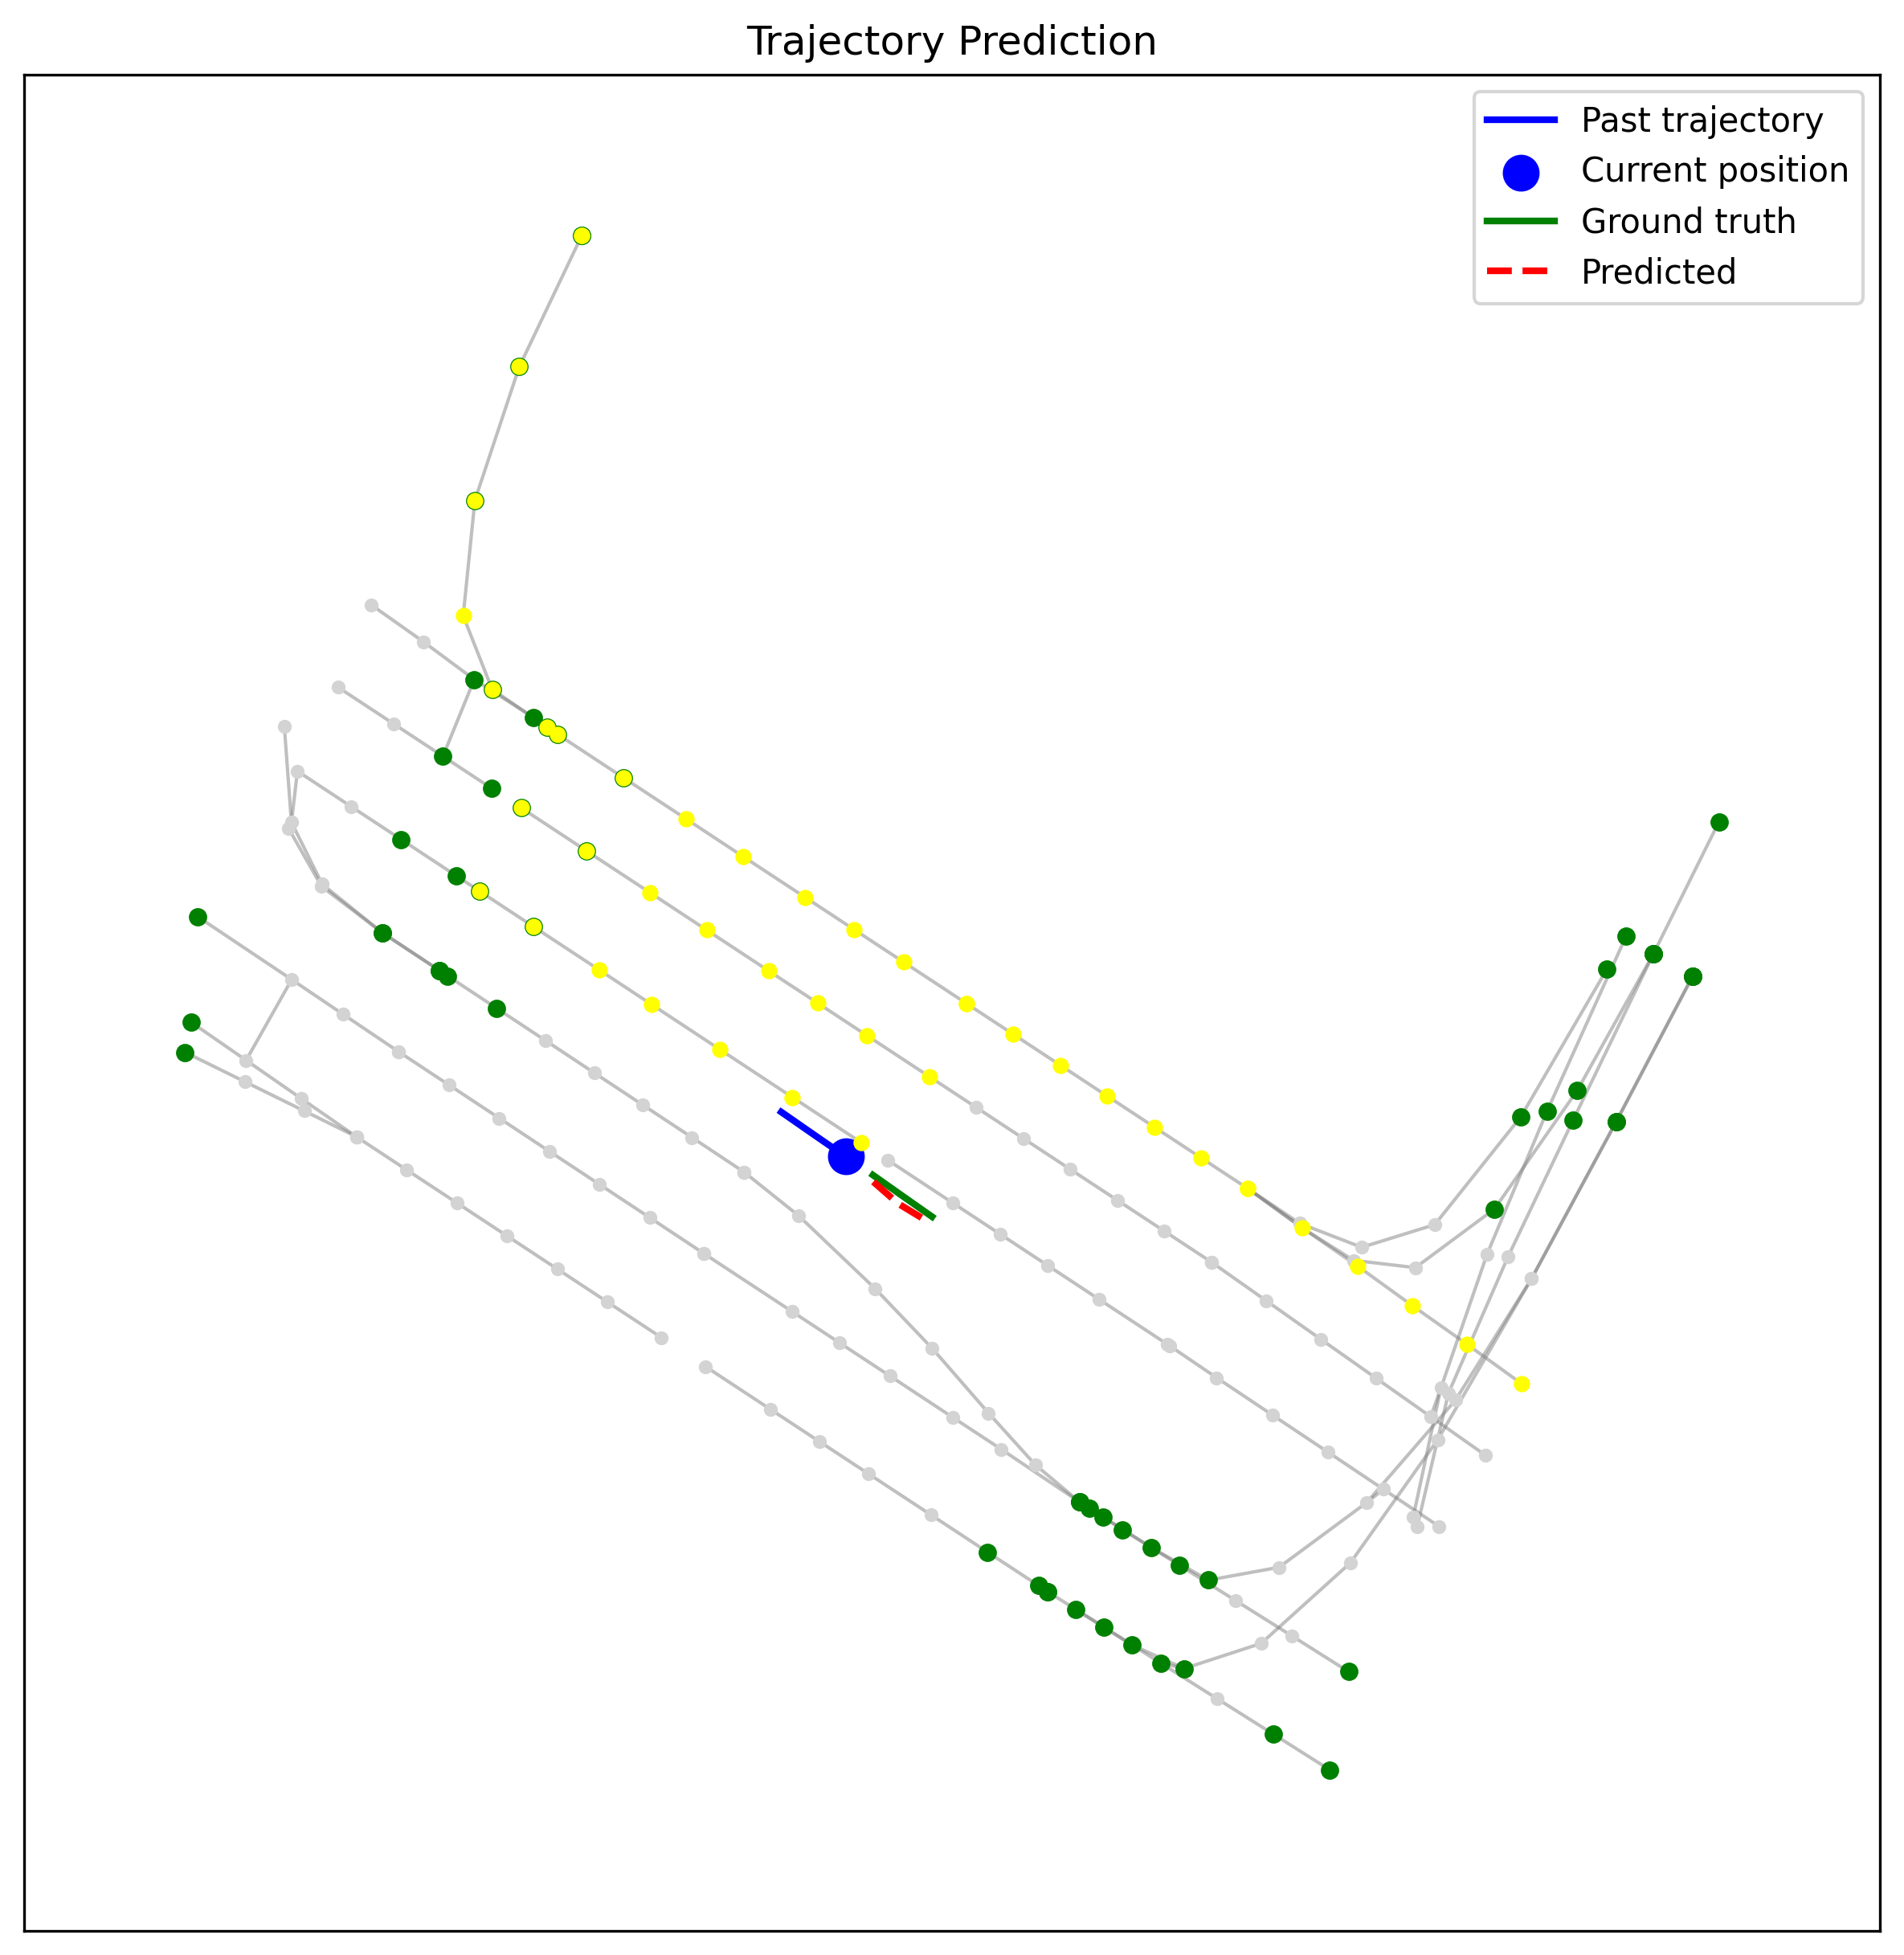 Trajectory Prediction
Past trajectory
Current position
Ground truth
Predicted